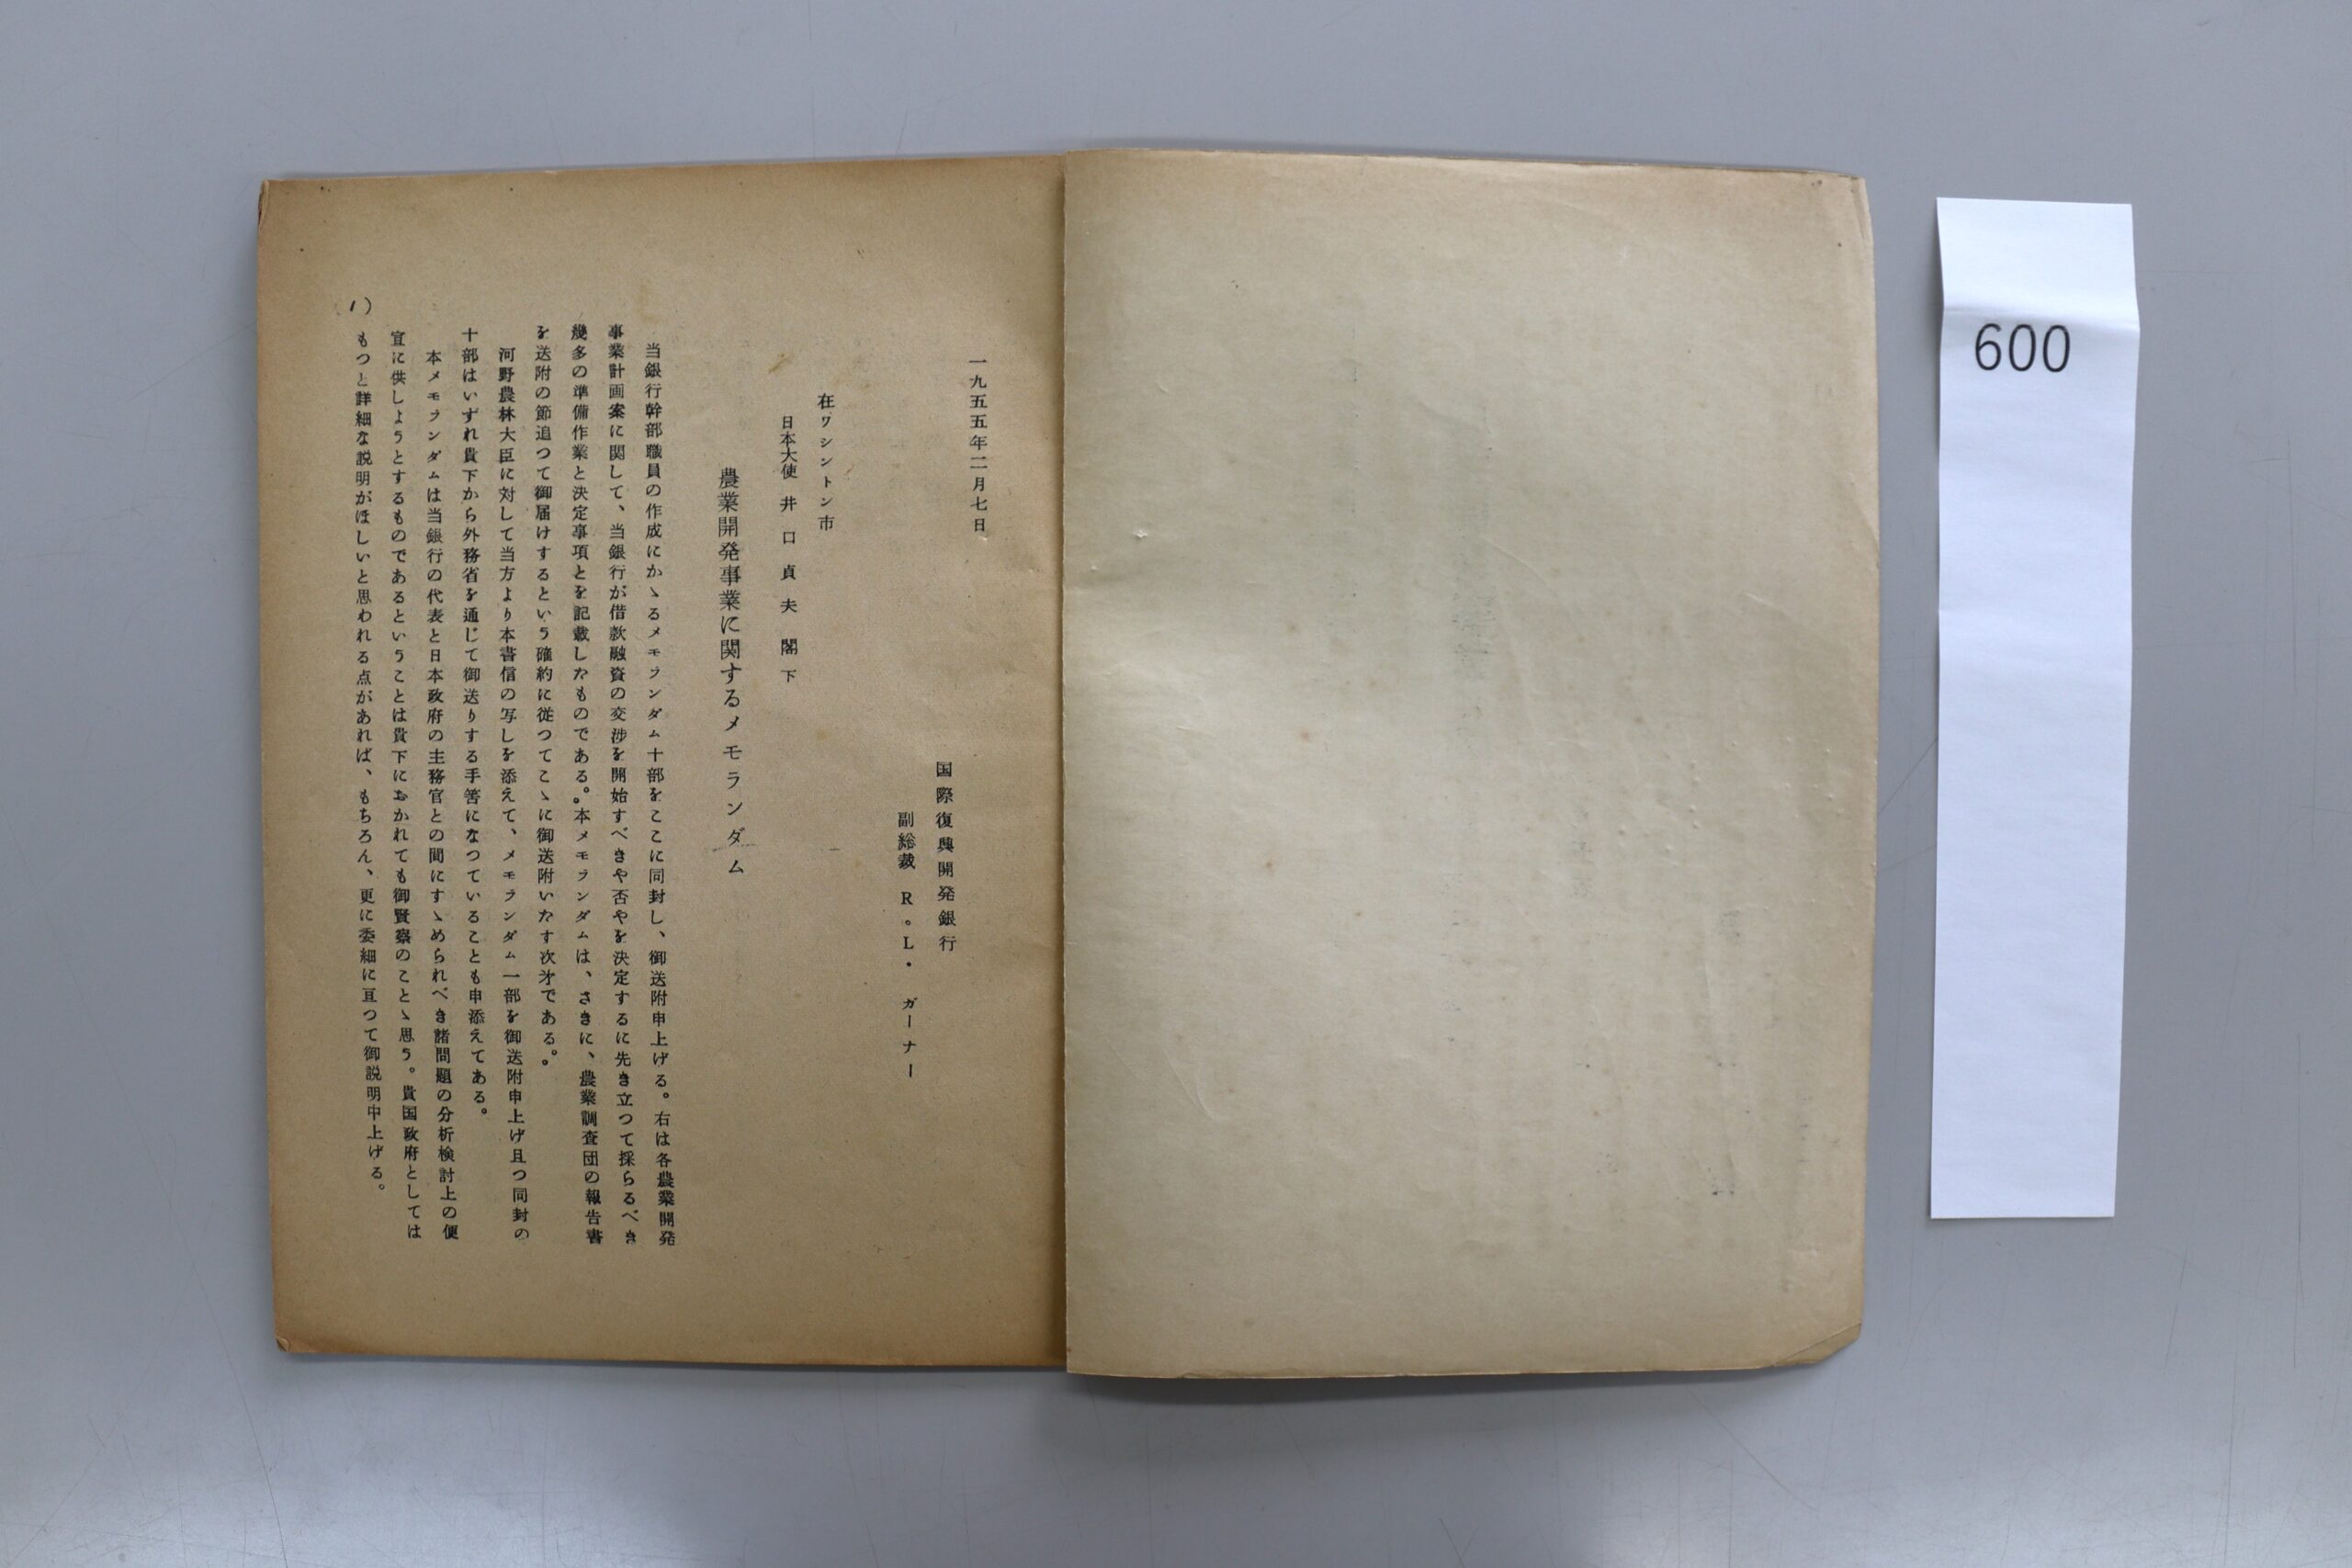 600
一九五五年二月七日
国際復興開発銀行
副総裁 R。L・ガーナー
在ワシントン市
日本大使 井口貞夫閣下
農業開発事業に関するメモランダム
当銀行幹部職員の作成にかゝるメモランダム十部をここに同封し、御送附申上げる。右は各農業開発
事業計画案に関して、当銀行が借款融資の交渉を開始すべきや否やを決定するに先き立つて採らるべき
幾多の準備作業と決定事項とを記載したものである。。本メモランダムは、さきに、農業調査団の報告書
を送附の節追つて御届けするという確約に従つてこゝに御送附いたす次才である。。
河野農林大臣に対して当方より本書信の写しを添えて、メモランダム一部を御送附申上げ且つ同封の
十部はいずれ貴下から外務省を通じて御送りする手筈になつていることも申添えてある。
本メモランダムは当銀行の代表と日本政府の主務官との間にすゝめられべき諸問題の分析検討上の便
宜に供しようとするものであるということは貴下におかれても御賢察のことゝ思う。貴国政府としては
もつと詳細な説明がほしいと思われる点があれば、もちろん、更に委細に亘つて御説明申上げる。
(1)